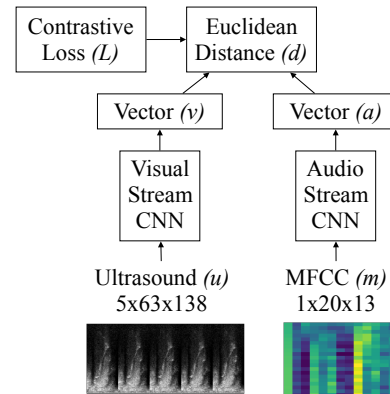 Contrastive
Loss (L)
Euclidean
Distance (d)
Vector (v)
Vector (a)
Visual
Stream
CNN
Audio
Stream
CNN
Ultrasound (u)
5x63x138
MFCC (m)
1x20x13